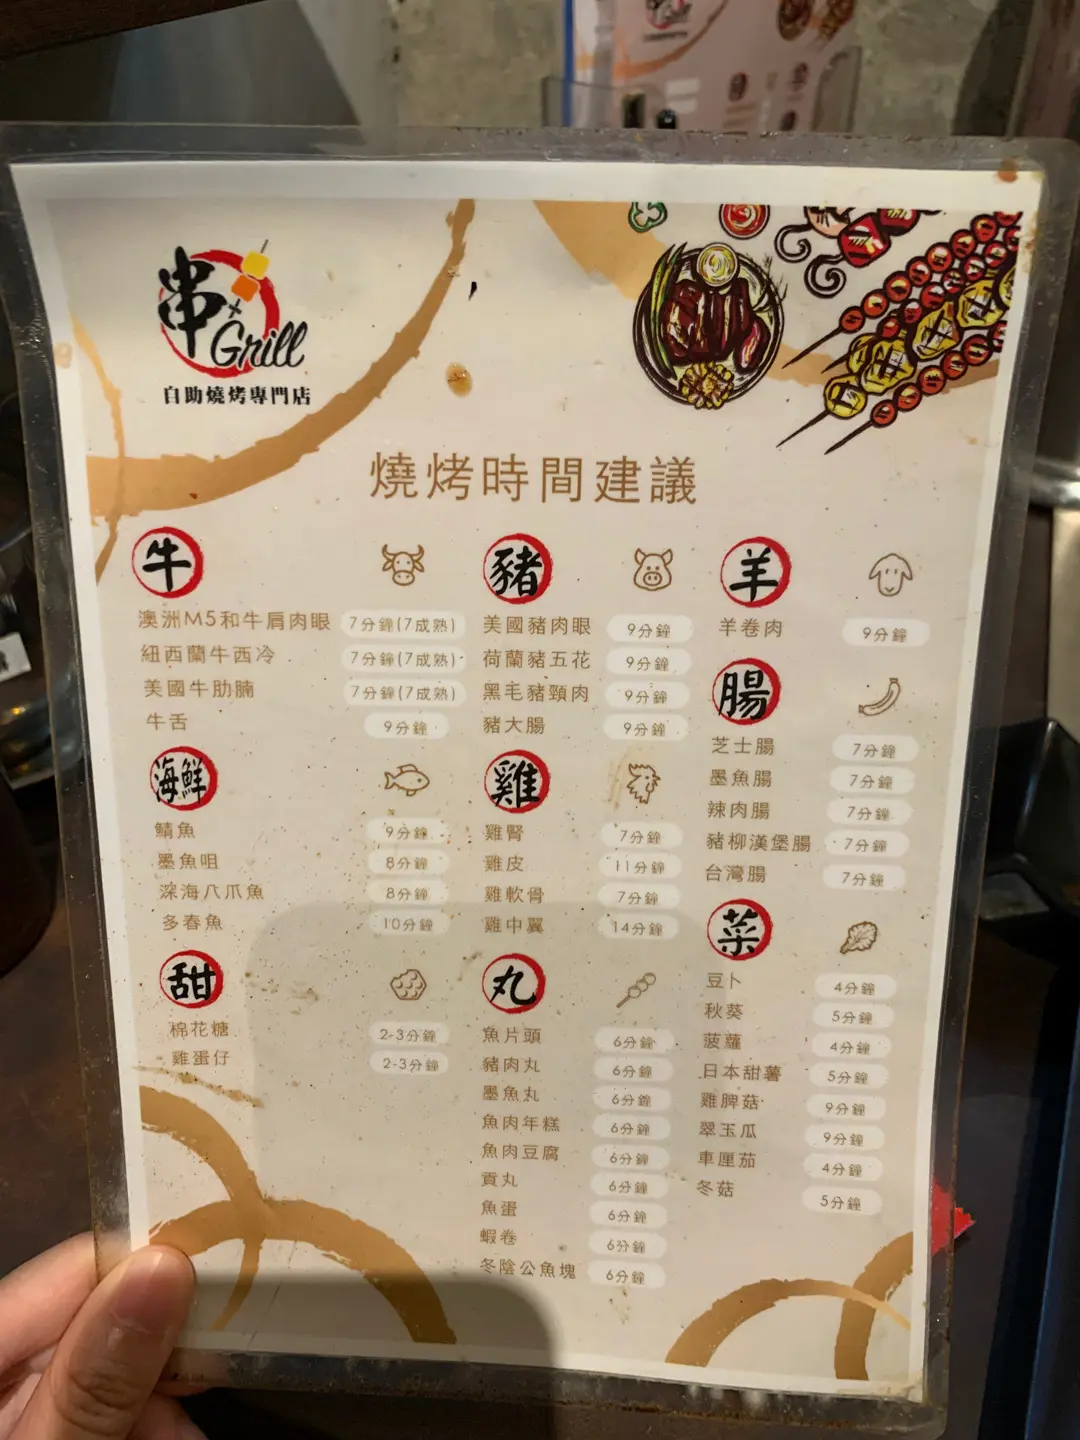 串
Grill
自助燒烤專門店
燒烤時間建議
牛
澳洲M5和牛肩肉眼 7分鐘(7成熟)
紐西蘭牛西冷 7分鐘(7成熟)
美國牛肋腩 7分鐘(7成熟)
牛舌 9分鐘
海鮮
鯖魚 9分鐘
墨魚咀 8分鐘
深海八爪魚 8分鐘
多春魚 10分鐘
甜
棉花糖 2-3分鐘
雞蛋仔 2-3分鐘
豬
美國豬肉眼 9分鐘
荷蘭豬五花 9分鐘
黑毛豬頸肉 9分鐘
豬大腸 9分鐘
雞
雞腎 7分鐘
雞皮 11分鐘
雞軟骨 7分鐘
雞中翼 14分鐘
丸
魚片頭 6分鐘
豬肉丸 6分鐘
墨魚丸 6分鐘
魚肉年糕 6分鐘
魚肉豆腐 6分鐘
貢丸 6分鐘
魚蛋 6分鐘
蝦卷 6分鐘
冬陰公魚塊 6分鐘
羊
羊卷肉 9分鐘
腸
芝士腸 7分鐘
墨魚腸 7分鐘
辣肉腸 7分鐘
豬柳漢堡腸 7分鐘
台灣腸 7分鐘
菜
豆卜 4分鐘
秋葵 5分鐘
菠蘿 4分鐘
日本甜薯 5分鐘
雞脾菇 9分鐘
翠玉瓜 9分鐘
車厘茄 4分鐘
冬菇 5分鐘